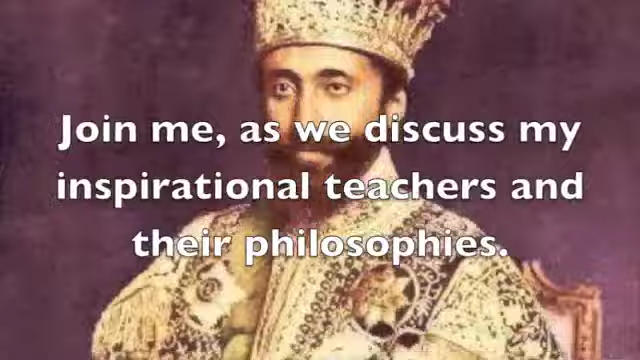 Join me, as we discuss my
inspirational teachers and
their philosophies.